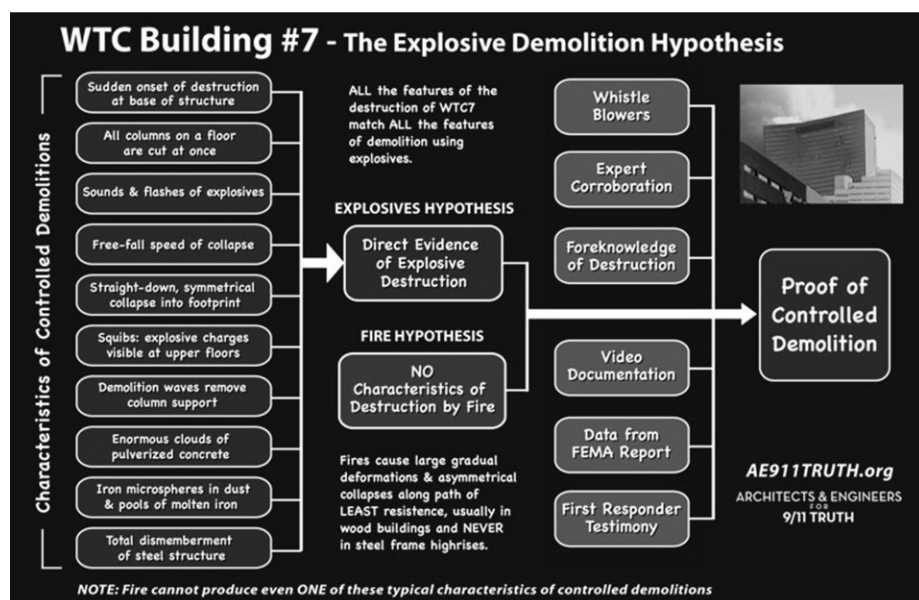 WTC Building #7 - The Explosive Demolition Hypothesis
Characteristics of Controlled Demolitions
Sudden onset of destruction
at base of structure
All columns on a floor
are cut at once
Sounds & flashes of explosives
Free-fall speed of collapse
Straight-down, symmetrical
collapse into footprint
Squibs: explosive charges
visible at upper floors
Demolition waves remove
column support
Enormous clouds of
pulverized concrete
Iron microspheres in dust
& pools of molten iron
Total dismemberment
of steel structure
ALL the features of the
destruction of WTC7
match ALL the features
of demolition using
explosives.
EXPLOSIVES HYPOTHESIS
Direct Evidence
of Explosive
Destruction
FIRE HYPOTHESIS
NO
Characteristics of
Destruction by Fire
Fires cause large gradual
deformations & asymmetrical
collapses along path of
LEAST resistence, usually in
wood buildings and NEVER
in steel frame highrises.
Whistle
Blowers
Expert
Corroboration
Foreknowledge
of Destruction
Video
Documentation
Data from
FEMA Report
First Responder
Testimony
Proof of
Controlled
Demolition
AE911TRUTH.org
ARCHITECTS & ENGINEERS
FOR
9/11 TRUTH
NOTE: Fire cannot produce even ONE of these typical characteristics of controlled demolitions